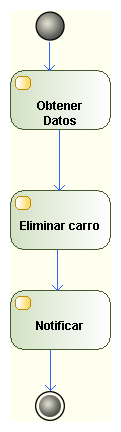 Obtener
Datos
Eliminar carro
Notificar